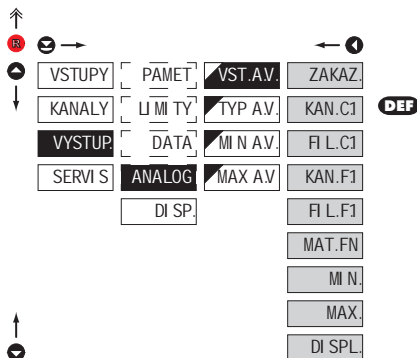 R
VSTUPY PAMET VST.A.V. ZAKAZ.
KANALY LIMITY TYP A.V. KAN.C1 DEF
VYSTUP. DATA MIN A.V. FIL.C1
SERVIS ANALOG MAX A.V KAN.F1
DISP. FIL.F1
MAT.FN
MIN.
MAX.
DISPL.